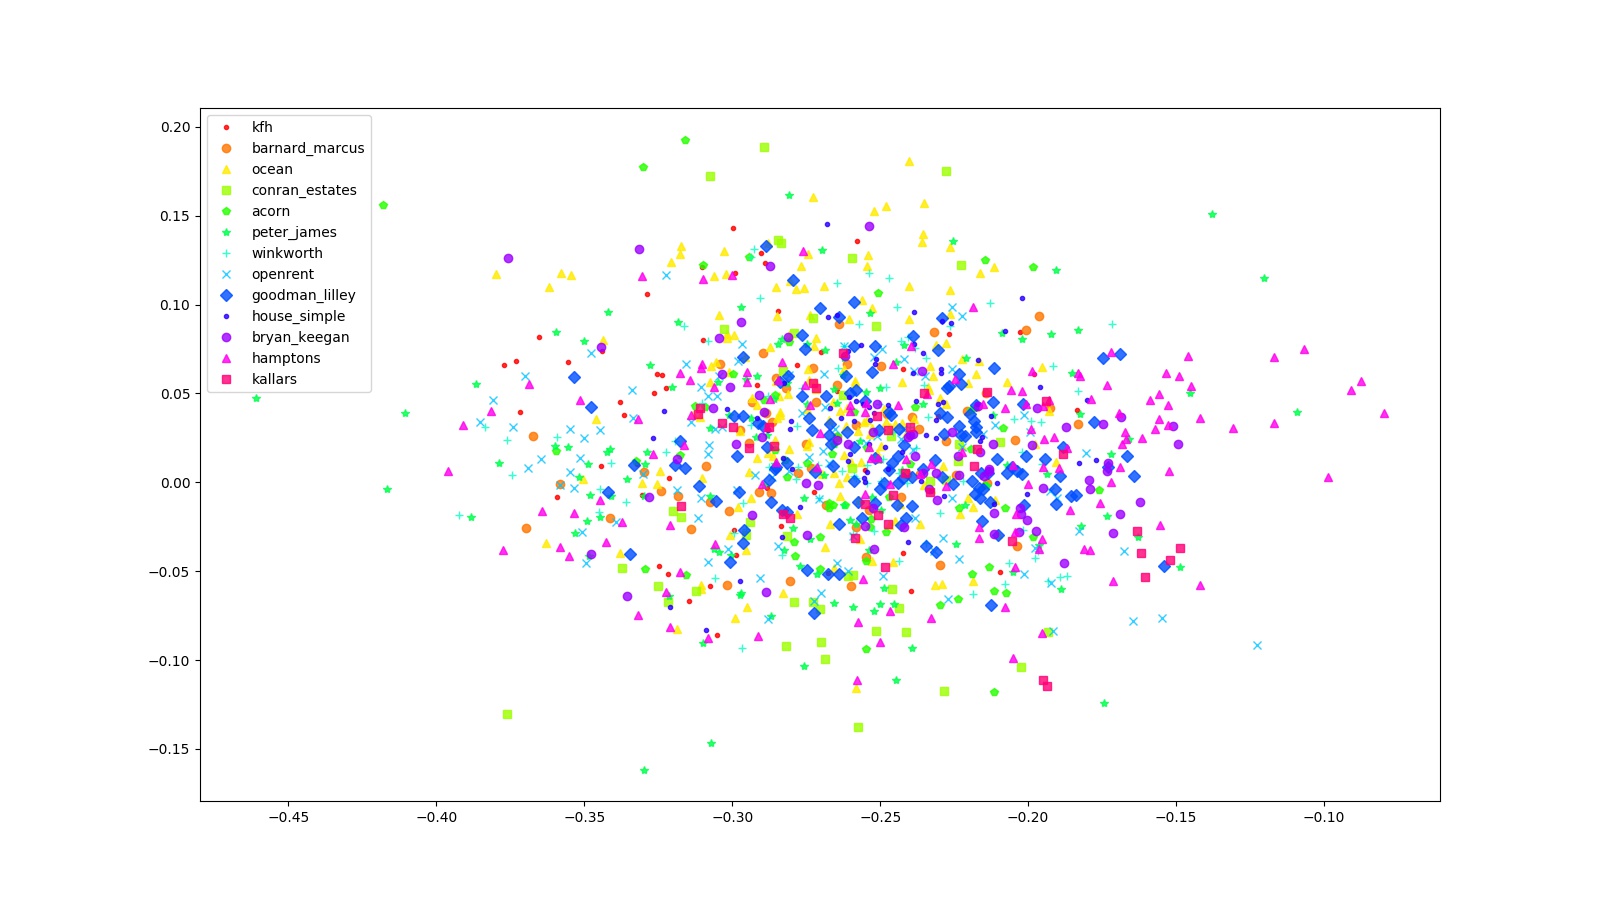 kfh
barnard_marcus
ocean
conran_estates
acorn
peter_james
winkworth
openrent
goodman_lilley
house_simple
bryan_keegan
hamptons
kallars
0.20
0.15
0.10
0.05
0.00
−0.05
−0.10
−0.15
−0.45 −0.40 −0.35 −0.30 −0.25 −0.20 −0.15 −0.10